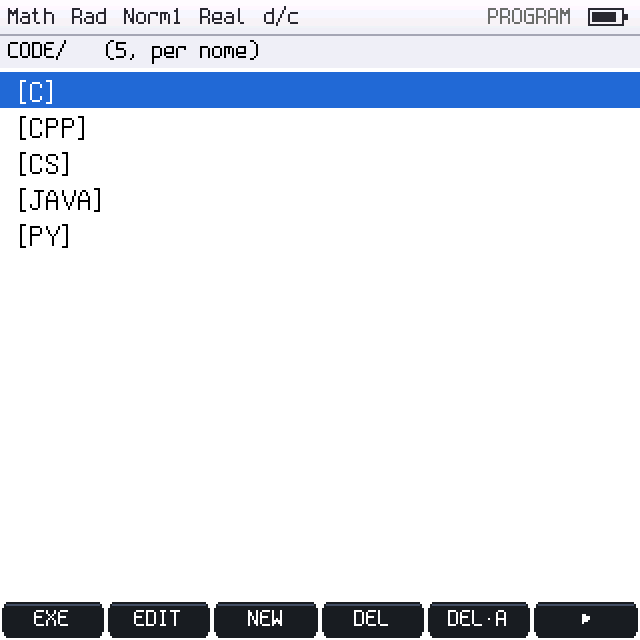 Math Rad Norm1 Real d/c PROGRAM
CODE/ (5, per nome)
[C]
[CPP]
[CS]
[JAVA]
[PY]
EXE EDIT NEW DEL DEL·A